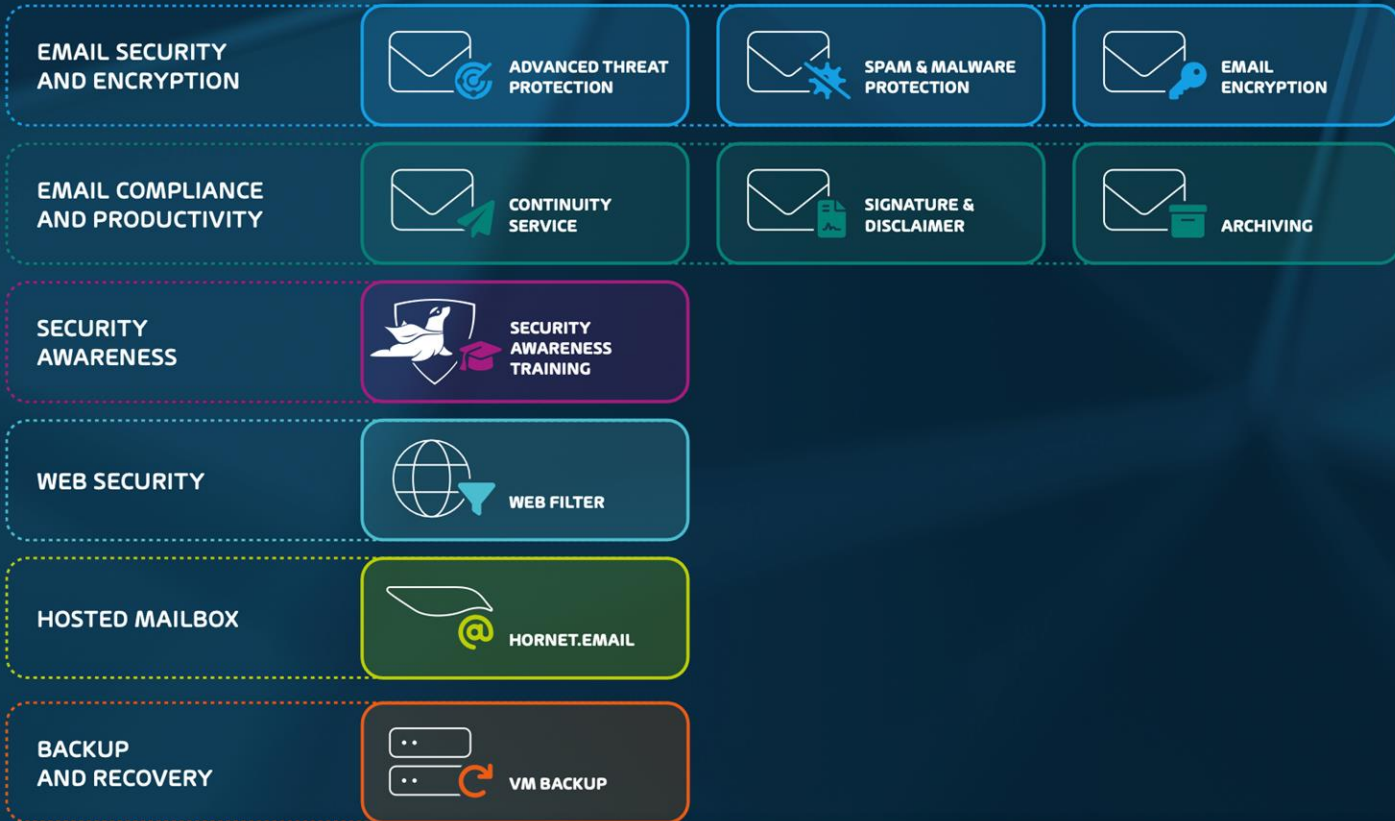 EMAIL SECURITY
AND ENCRYPTION
ADVANCED THREAT
PROTECTION
SPAM & MALWARE
PROTECTION
EMAIL
ENCRYPTION
EMAIL COMPLIANCE
AND PRODUCTIVITY
CONTINUITY
SERVICE
SIGNATURE &
DISCLAIMER
ARCHIVING
SECURITY
AWARENESS
SECURITY
AWARENESS
TRAINING
WEB SECURITY
WEB FILTER
HOSTED MAILBOX
@
HORNET.EMAIL
BACKUP
AND RECOVERY
VM BACKUP